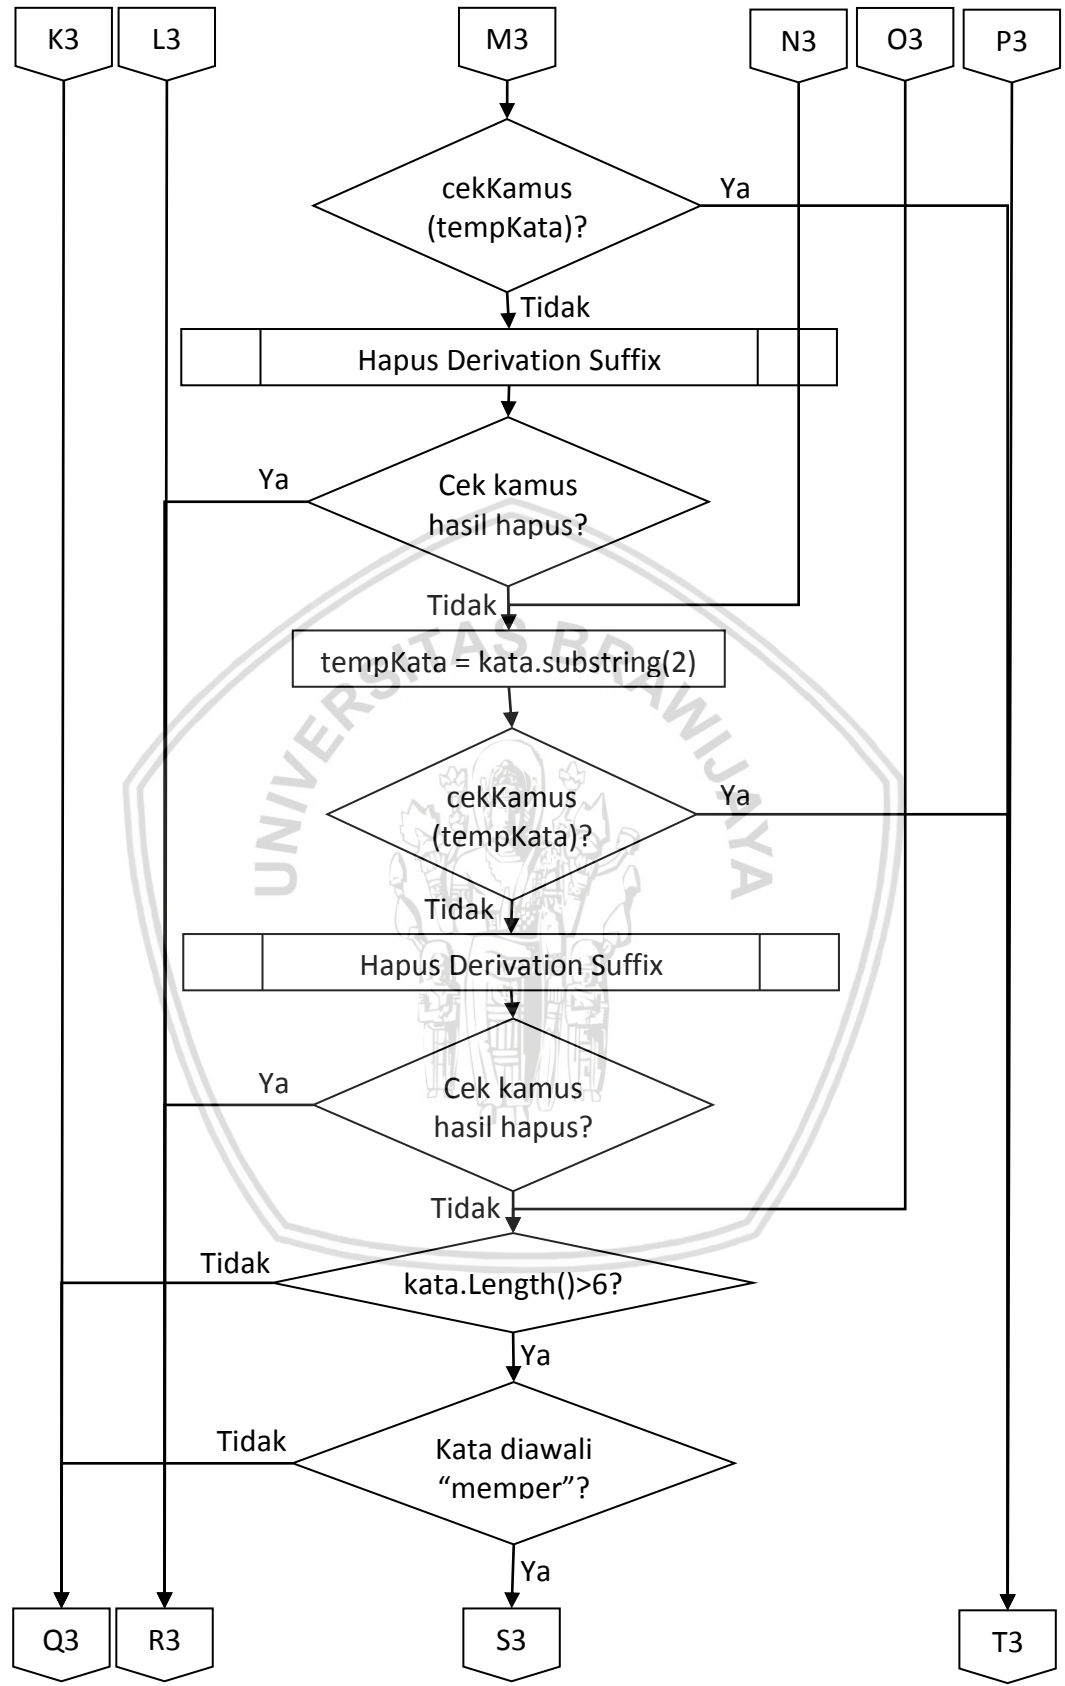 K3
L3
M3
N3
O3
P3
cekKamus
(tempKata)?
Ya
Tidak
Hapus Derivation Suffix
Ya
Cek kamus
hasil hapus?
Tidak
tempKata = kata.substring(2)
UNIVERSITAS BRAWIJAYA
cekKamus
(tempKata)?
Ya
Tidak
Hapus Derivation Suffix
Ya
Cek kamus
hasil hapus?
Tidak
Tidak
kata.Length()>6?
Ya
Tidak
Kata diawali
“memper”?
Ya
Q3
R3
S3
T3